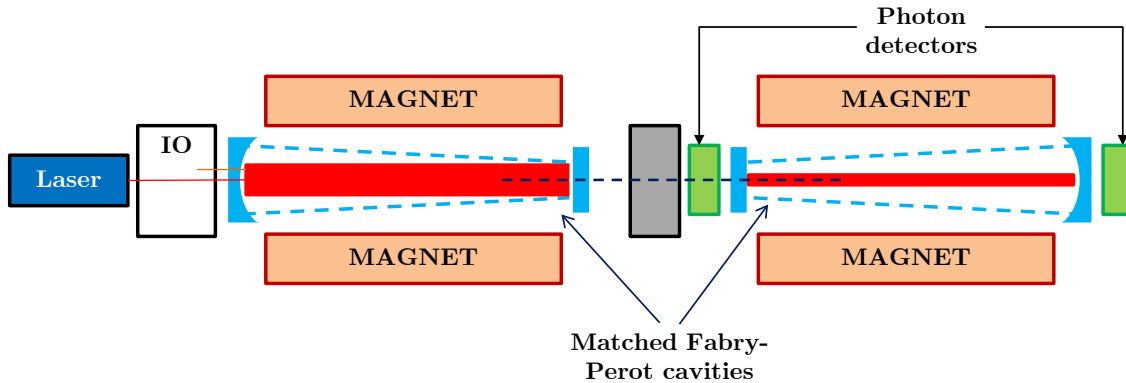 Photon
detectors
MAGNET
MAGNET
IO
Laser
MAGNET
MAGNET
Matched Fabry-
Perot cavities